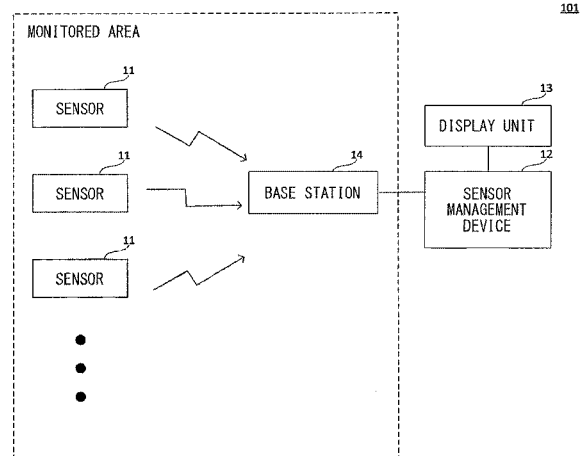 101
MONITORED AREA
11
SENSOR
13
DISPLAY UNIT
11
SENSOR
14
BASE STATION
12
SENSOR
MANAGEMENT
DEVICE
11
SENSOR